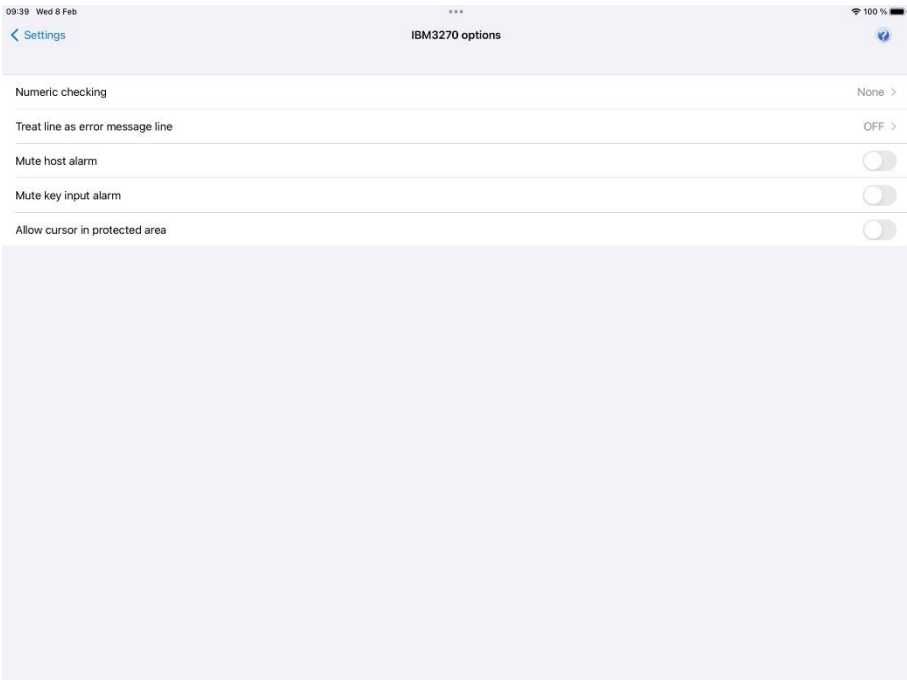 09:39 Wed 8 Feb 100 %
Settings IBM3270 options ?
Numeric checking None
Treat line as error message line OFF
Mute host alarm
Mute key input alarm
Allow cursor in protected area